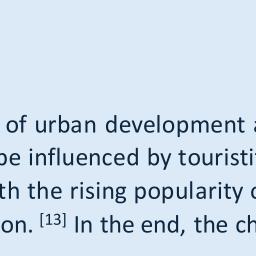 of urban development a
be influenced by touristi
th the rising popularity o
on. [13] In the end, the ch